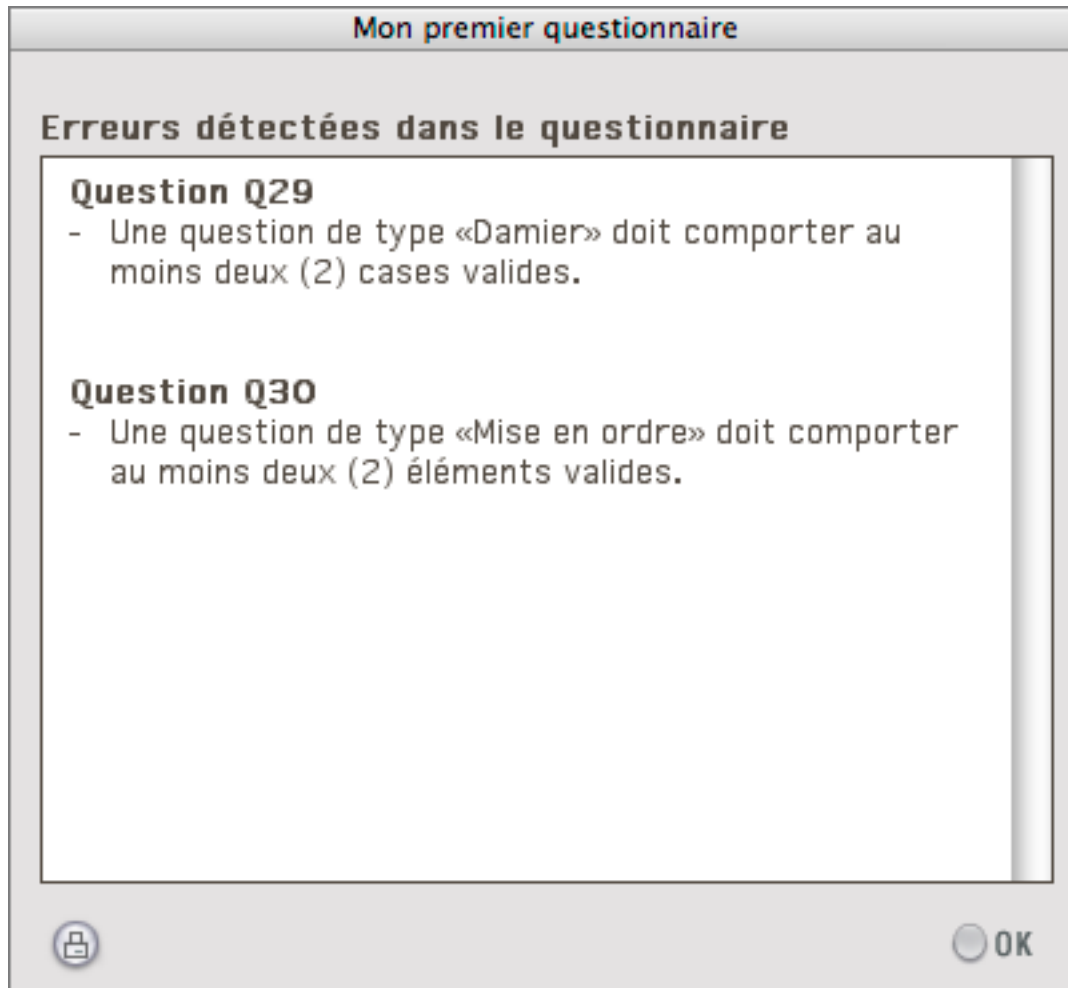 Mon premier questionnaire
Erreurs détectées dans le questionnaire
Question Q29
- Une question de type «Damier» doit comporter au
moins deux (2) cases valides.
Question Q30
- Une question de type «Mise en ordre» doit comporter
au moins deux (2) éléments valides.
OK